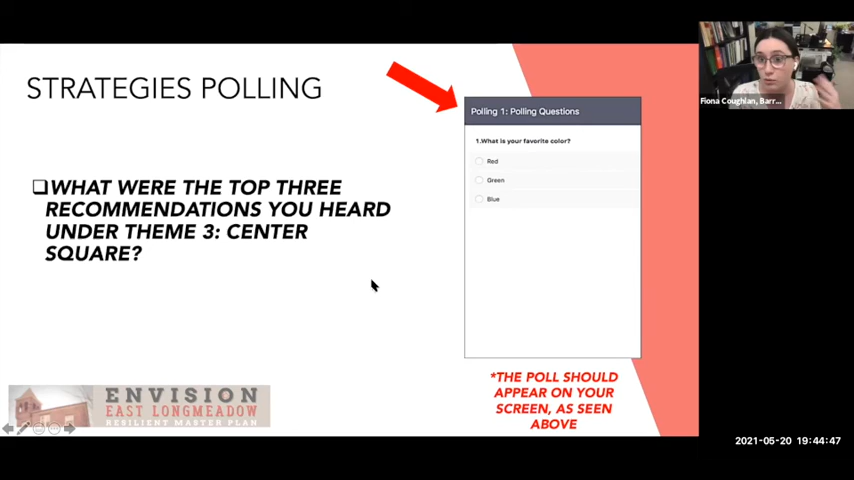 STRATEGIES POLLING
❑WHAT WERE THE TOP THREE
RECOMMENDATIONS YOU HEARD
UNDER THEME 3: CENTER
SQUARE?
Polling 1: Polling Questions
1.What is your favorite color?
Red
Green
Blue
*THE POLL SHOULD
APPEAR ON YOUR
SCREEN, AS SEEN
ABOVE
ENVISION
EAST LONGMEADOW
RESILIENT MASTER PLAN
Fiona Coughlan, Barr...
2021-05-20 19:44:47